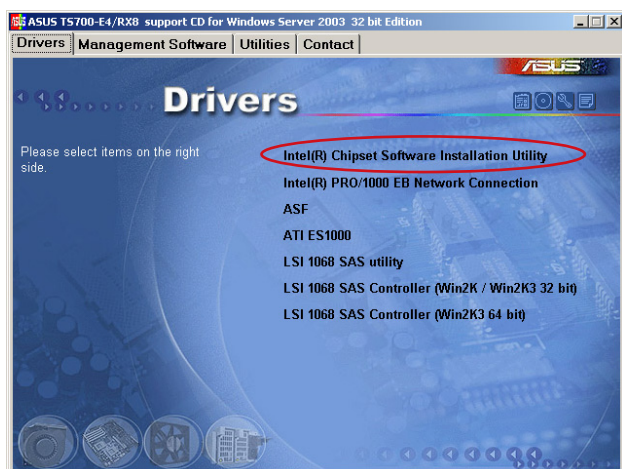 ASUS TS700-E4/RX8 support CD for Windows Server 2003 32 bit Edition
Drivers Management Software Utilities Contact
ASUS
Drivers
Please select items on the right
side.
Intel(R) Chipset Software Installation Utility
Intel(R) PRO/1000 EB Network Connection
ASF
ATI ES1000
LSI 1068 SAS utility
LSI 1068 SAS Controller (Win2K / Win2K3 32 bit)
LSI 1068 SAS Controller (Win2K3 64 bit)